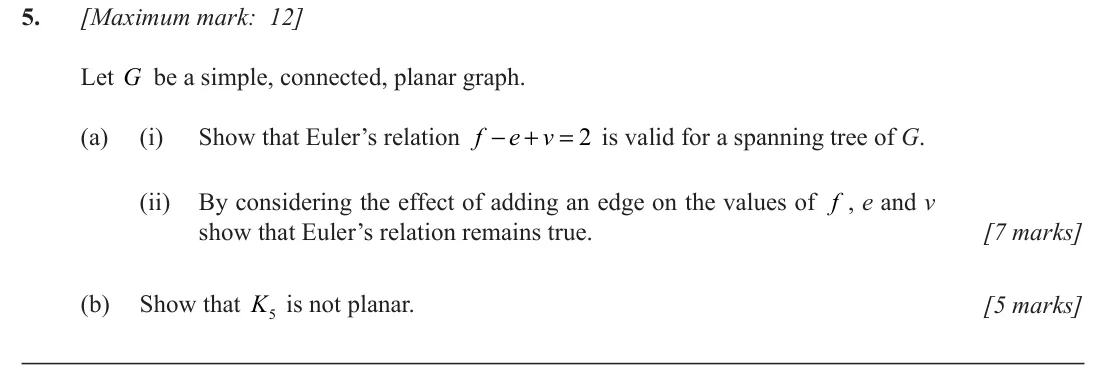 5. [Maximum mark: 12]
Let G be a simple, connected, planar graph.
(a) (i) Show that Euler’s relation f − e + v = 2 is valid for a spanning tree of G.
(ii) By considering the effect of adding an edge on the values of f , e and v
show that Euler’s relation remains true. [7 marks]
(b) Show that K₅ is not planar. [5 marks]